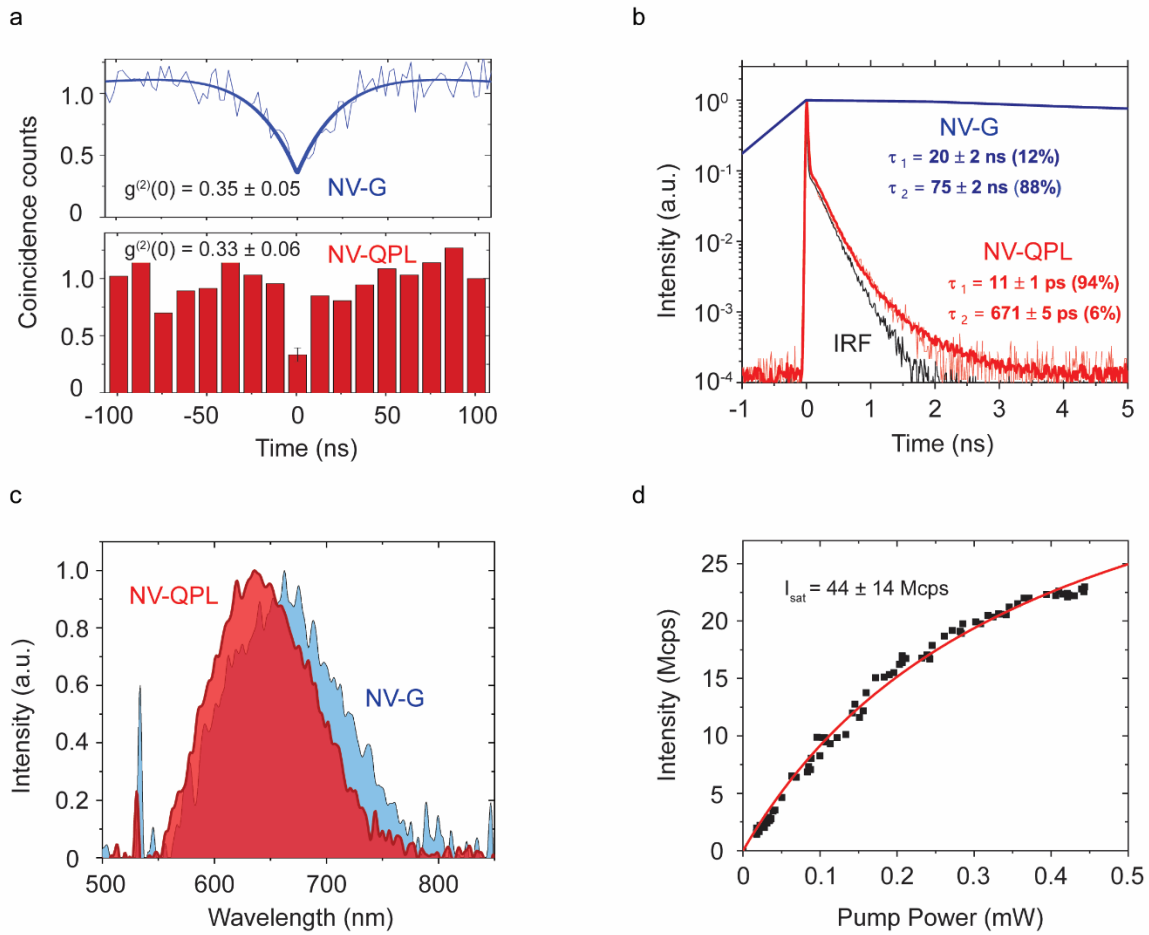 a
1.0
0.5
0
g⁽²⁾(0) = 0.35 ± 0.05
NV-G
g⁽²⁾(0) = 0.33 ± 0.06
NV-QPL
1.0
0.5
0
Coincidence counts
-100 -50 0 50 100
Time (ns)
b
10⁰
10⁻¹
10⁻²
10⁻³
10⁻⁴
Intensity (a.u.)
NV-G
τ₁ = 20 ± 2 ns (12%)
τ₂ = 75 ± 2 ns (88%)
NV-QPL
τ₁ = 11 ± 1 ps (94%)
τ₂ = 671 ± 5 ps (6%)
IRF
-1 0 1 2 3 4 5
Time (ns)
c
1.0
0.8
0.6
0.4
0.2
0
Intensity (a.u.)
NV-QPL
NV-G
500 600 700 800
Wavelength (nm)
d
25
20
15
10
5
0
Intensity (Mcps)
Iₛₐₜ = 44 ± 14 Mcps
0 0.1 0.2 0.3 0.4 0.5
Pump Power (mW)